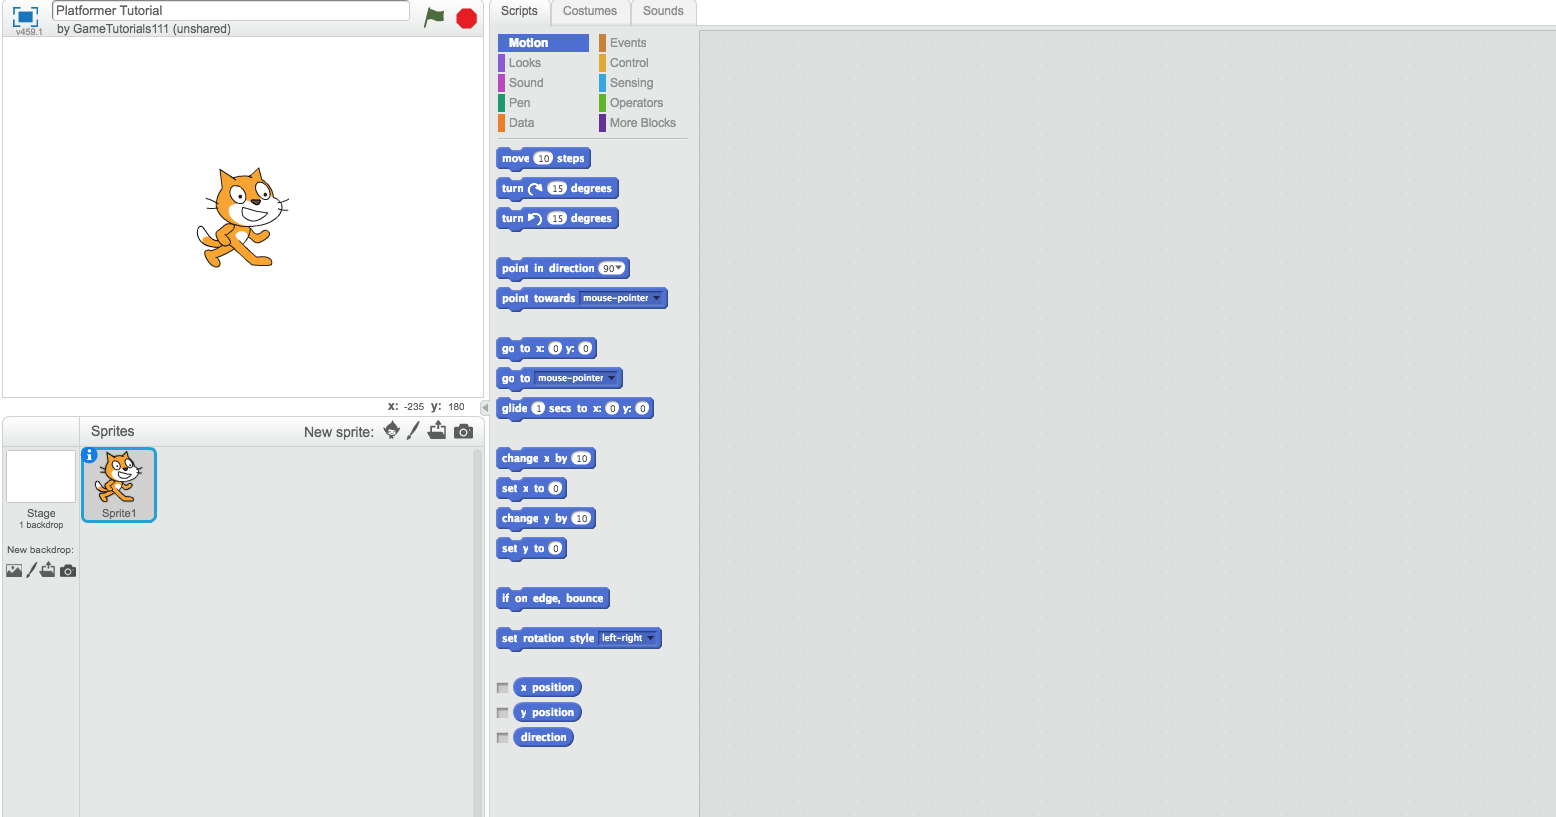 Platformer Tutorial
v459.1
by GameTutorials111 (unshared)
x: -235 y: 180
Sprites
New sprite:
Sprite1
Stage
1 backdrop
New backdrop:
Scripts
Costumes
Sounds
Motion
Looks
Sound
Pen
Data
Events
Control
Sensing
Operators
More Blocks
move 10 steps
turn 15 degrees
turn 15 degrees
point in direction 90
point towards mouse-pointer
go to x: 0 y: 0
go to mouse-pointer
glide 1 secs to x: 0 y: 0
change x by 10
set x to 0
change y by 10
set y to 0
if on edge, bounce
set rotation style left-right
x position
y position
direction